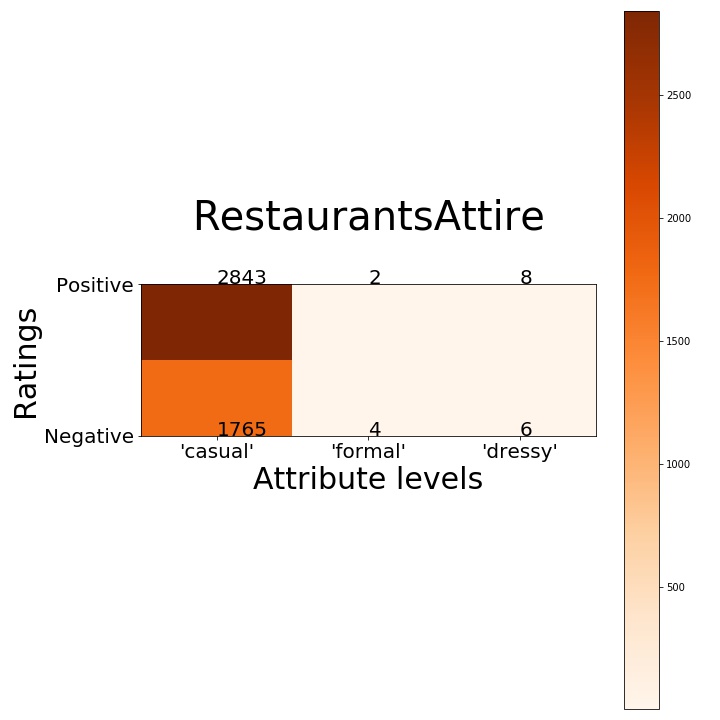 RestaurantsAttire
Positive 2843 2 8
Ratings
Negative 1765 4 6
'casual' 'formal' 'dressy'
Attribute levels
2500
2000
1500
1000
500